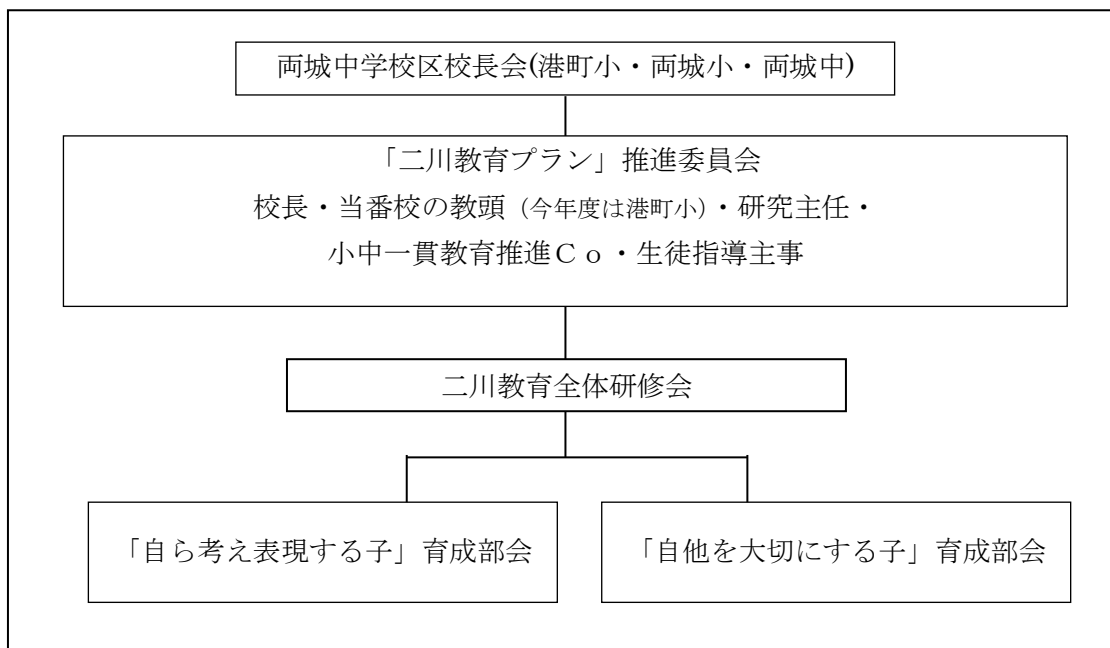 両城中学校区校長会(港町小・両城小・両城中)
「二川教育プラン」推進委員会
校長・当番校の教頭（今年度は港町小）・研究主任・
小中一貫教育推進Ｃｏ・生徒指導主事
二川教育全体研修会
「自ら考え表現する子」育成部会
「自他を大切にする子」育成部会